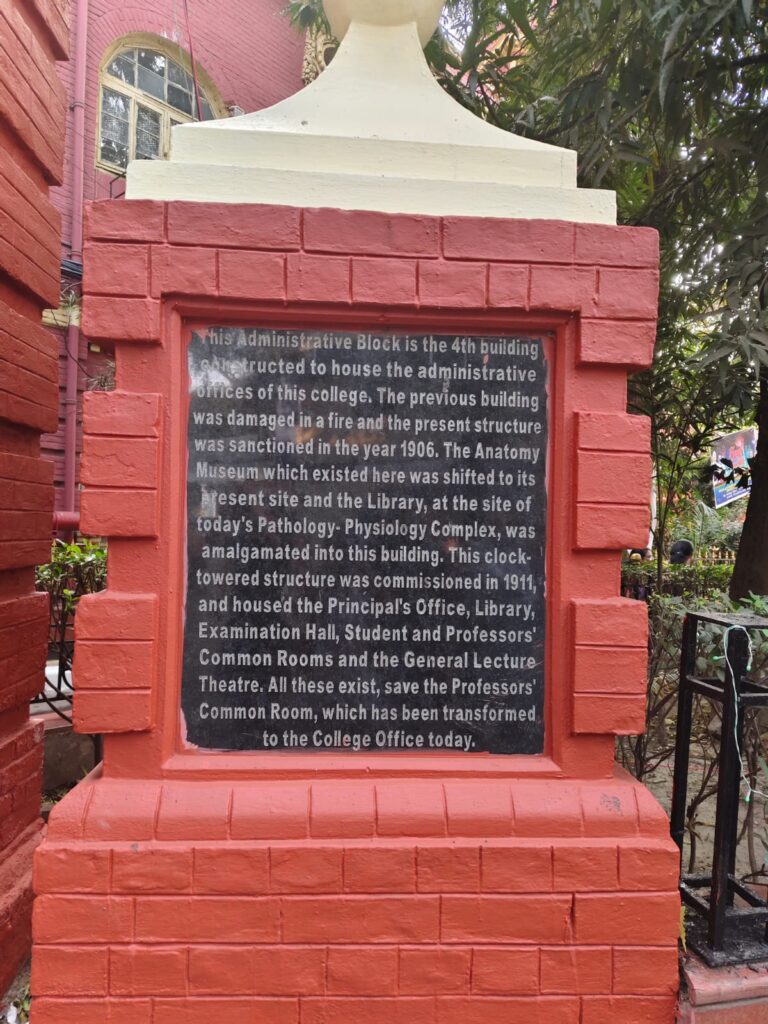 This Administrative Block is the 4th building
constructed to house the administrative
offices of this college. The previous building
was damaged in a fire and the present structure
was sanctioned in the year 1906. The Anatomy
Museum which existed here was shifted to its
present site and the Library, at the site of
today's Pathology- Physiology Complex, was
amalgamated into this building. This clock-
towered structure was commissioned in 1911,
and housed the Principal's Office, Library,
Examination Hall, Student and Professors'
Common Rooms and the General Lecture
Theatre. All these exist, save the Professors'
Common Room, which has been transformed
to the College Office today.